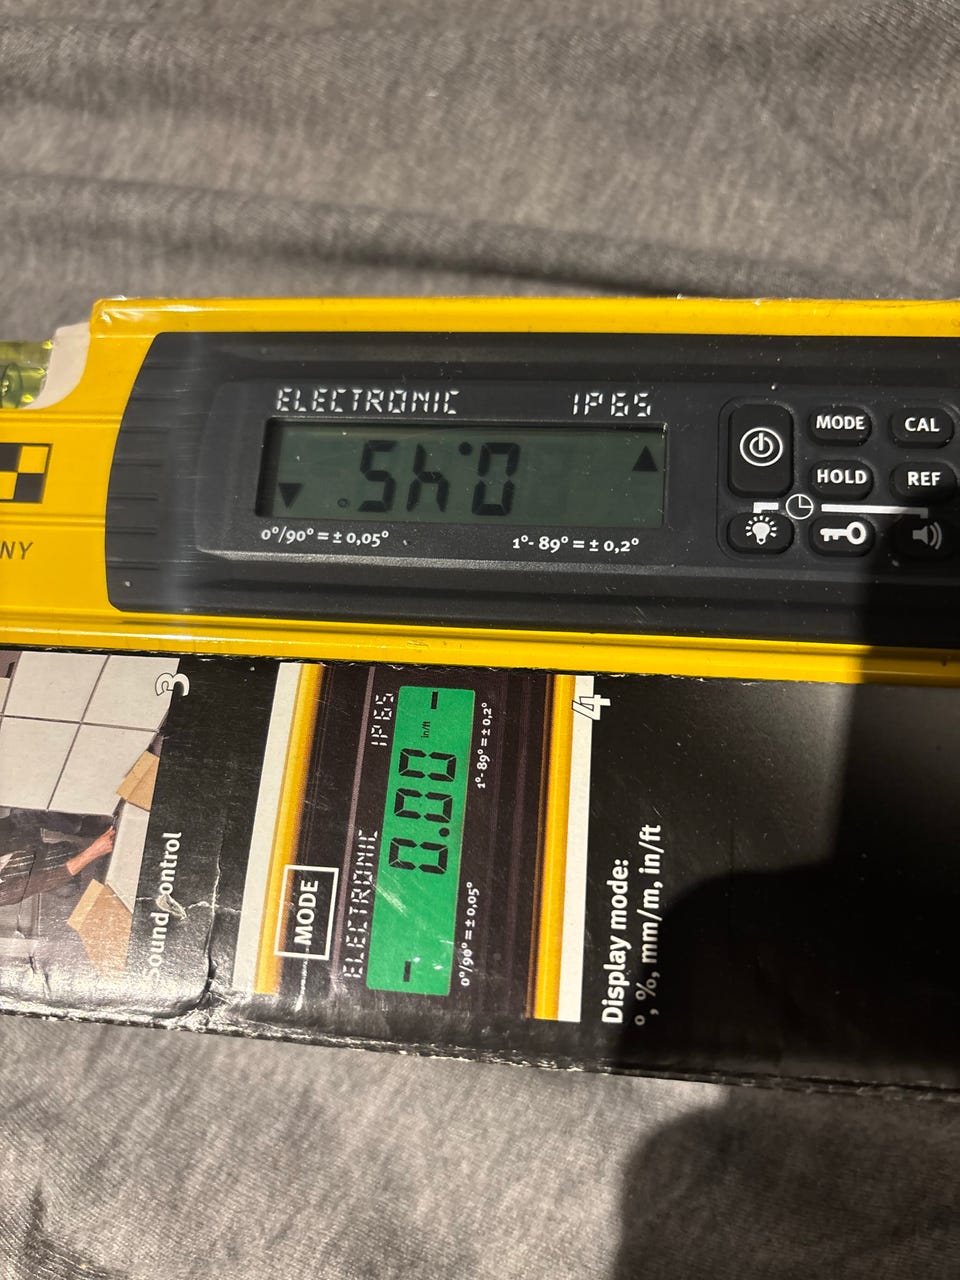 ELECTRONIC IP65
0.45°
0°/90° = ± 0,05° 1°- 89° = ± 0,2°
MODE CAL
HOLD REF
NY
3
Sound control
MODE
ELECTRONIC IP65
0.00 in/ft
0°/90° = ± 0,05° 1°- 89° = ± 0,2°
4
Display mode:
°, %, mm/m, in/ft